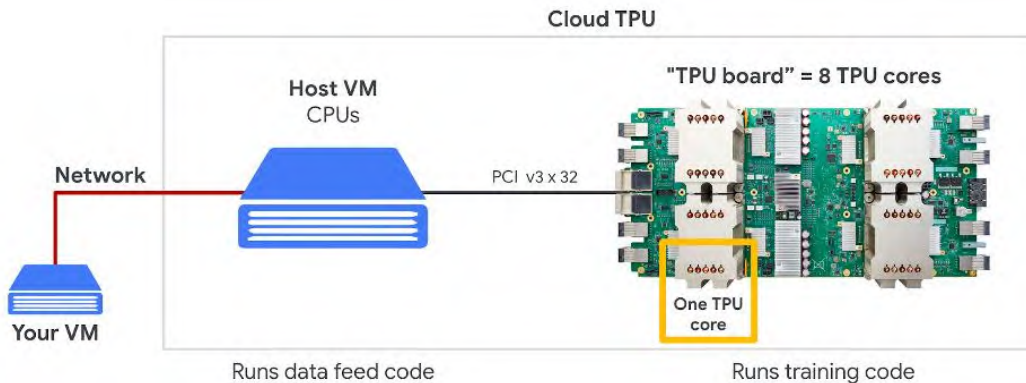 Cloud TPU
Host VM
CPUs
"TPU board” = 8 TPU cores
Network
PCI v3 x 32
One TPU
core
Your VM
Runs data feed code
Runs training code